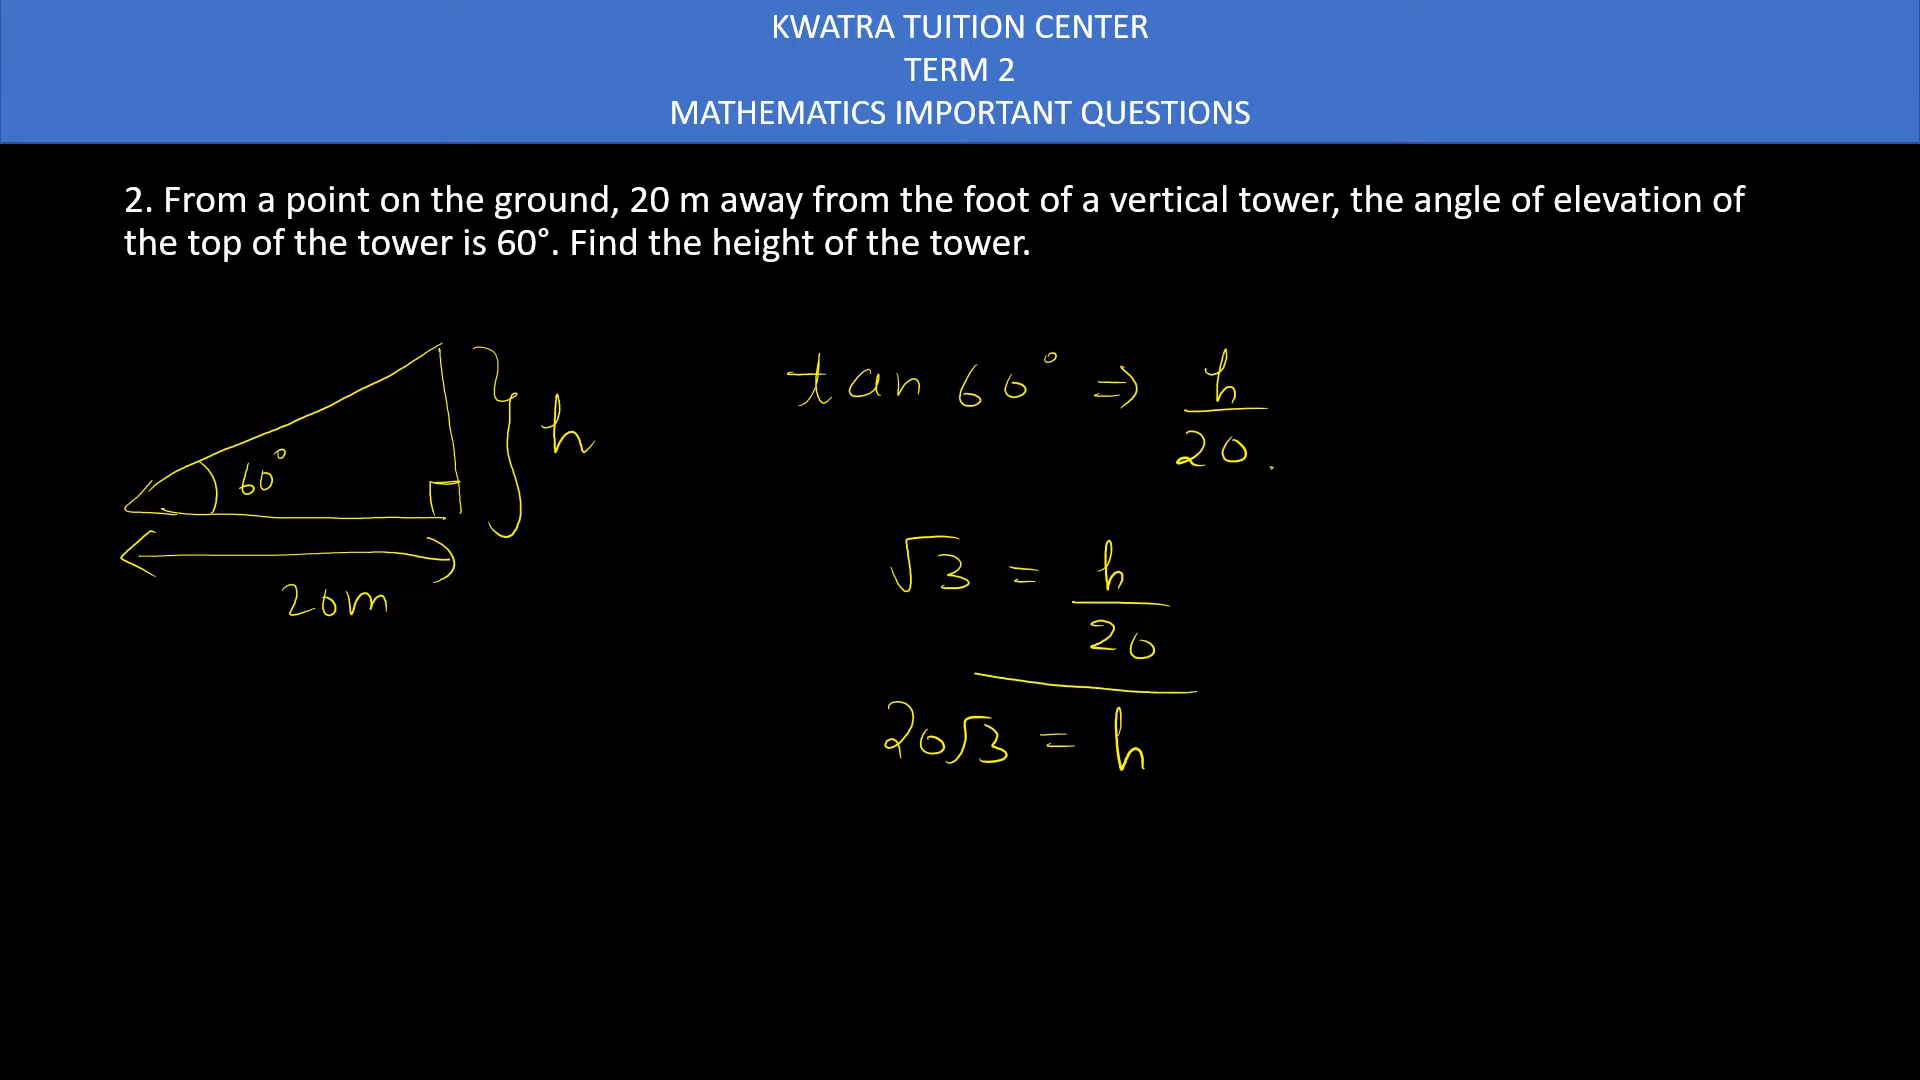 KWATRA TUITION CENTER
TERM 2
MATHEMATICS IMPORTANT QUESTIONS
2. From a point on the ground, 20 m away from the foot of a vertical tower, the angle of elevation of
the top of the tower is 60°. Find the height of the tower.
60°
h
20m
tan 60° => h/20.
√3 = h/20
20√3 = h